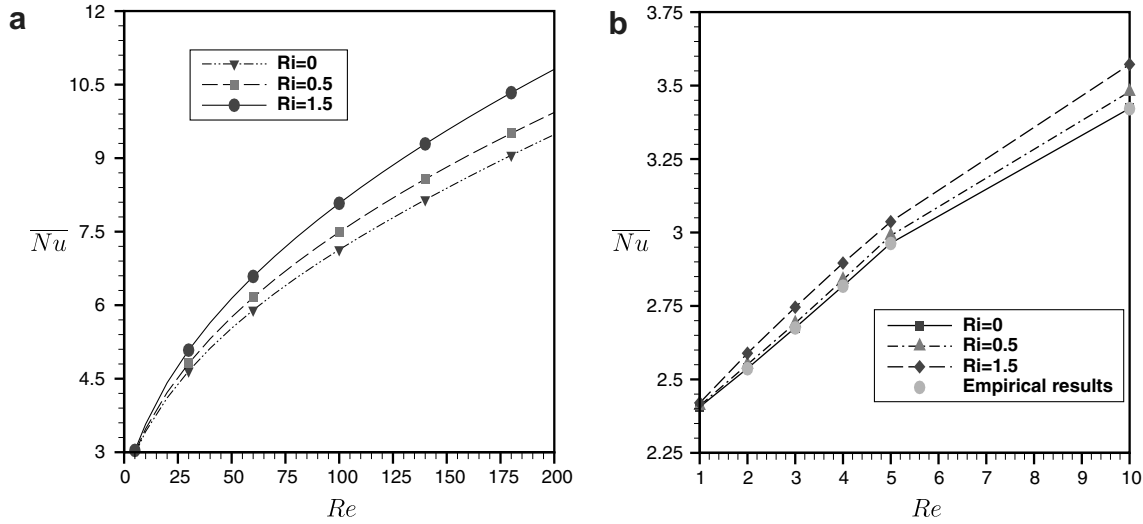 a
12
10.5
9
7.5
6
4.5
3
Nu
Ri=0
Ri=0.5
Ri=1.5
0 25 50 75 100 125 150 175 200
Re
b
3.75
3.5
3.25
3
2.75
2.5
2.25
Nu
Ri=0
Ri=0.5
Ri=1.5
Empirical results
1 2 3 4 5 6 7 8 9 10
Re